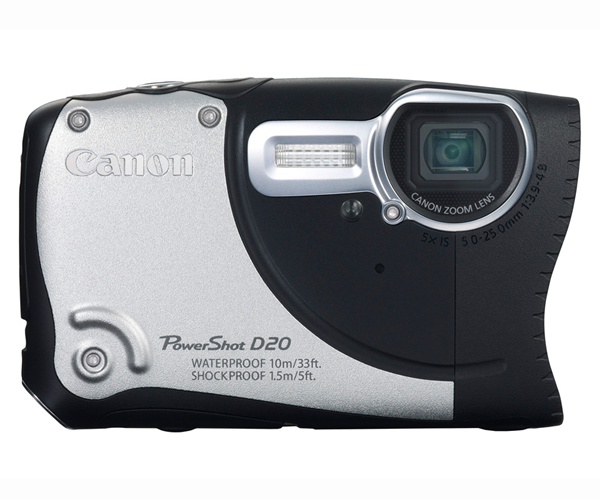 Canon
CANON ZOOM LENS
5X IS 5.0-25.0mm 1:3.9-4.8
PowerShot D20
WATERPROOF 10m/33ft.
SHOCKPROOF 1.5m/5ft.